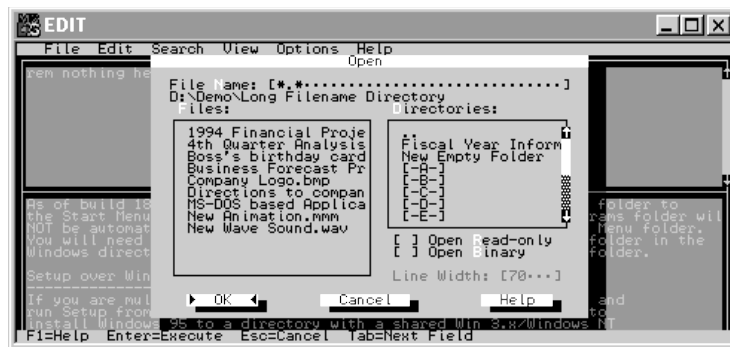 EDIT
File Edit Search View Options Help
Open
rem nothing he
File Name: [*.*·····························]
D:\Demo\Long Filename Directory
Files:
1994 Financial Proje
4th Quarter Analysis
Boss's birthday card
Business Forecast Pr
Company Logo.bmp
Directions to compan
MS-DOS based Applica
New Animation.mmm
New Wave Sound.wav
Directories:
..
Fiscal Year Inform
New Empty Folder
[-A-]
[-B-]
[-C-]
[-D-]
[-E-]
[ ] Open Read-only
[ ] Open Binary
Line Width: [70···]
OK Cancel Help
As of build 18 folder to
the Start Menu rams folder wil
NOT be automat Menu folder.
You will need folder in the
Windows direct folder.
Setup over Win
If you are mul and
run Setup from to
install Windows 95 to a directory with a shared Win 3.x/Windows NT
F1=Help Enter=Execute Esc=Cancel Tab=Next Field